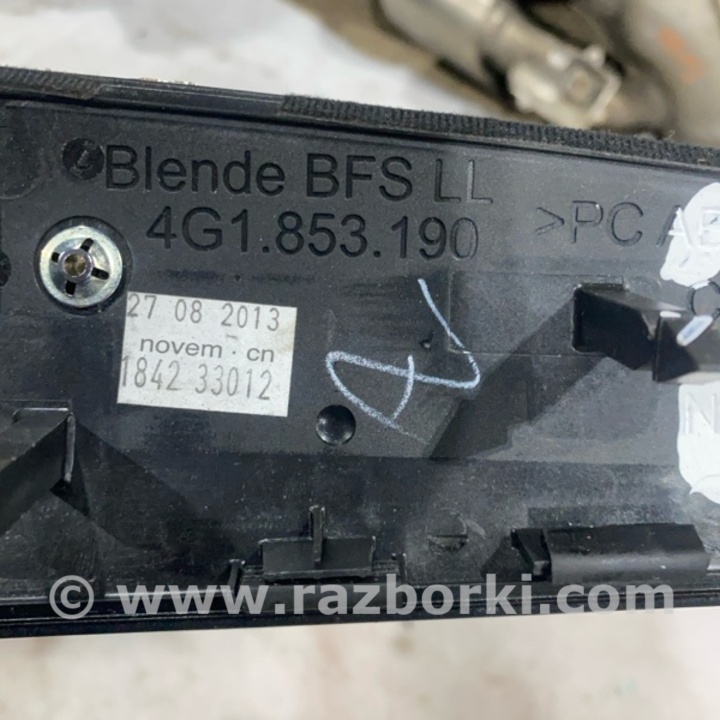 Blende BFS LL
4G1.853.190
>PC
27 08 2013
novem · cn
1842 33012
© www.razborki.com